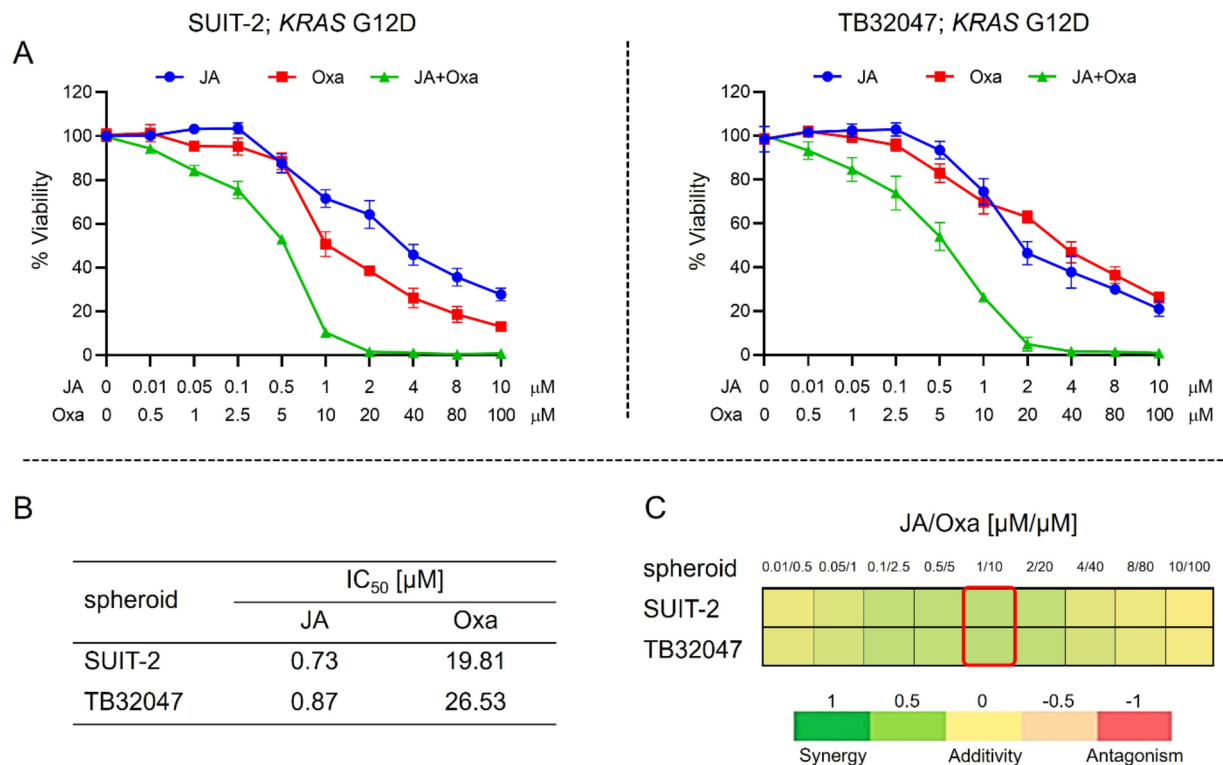 SUIT-2; KRAS G12D
TB32047; KRAS G12D
A
JA Oxa JA+Oxa
JA Oxa JA+Oxa
% Viability
120
100
80
60
40
20
0
% Viability
120
100
80
60
40
20
0
JA 0 0.01 0.05 0.1 0.5 1 2 4 8 10 µM
Oxa 0 0.5 1 2.5 5 10 20 40 80 100 µM
JA 0 0.01 0.05 0.1 0.5 1 2 4 8 10 µM
Oxa 0 0.5 1 2.5 5 10 20 40 80 100 µM
B
spheroid
IC50 [µM]
JA Oxa
SUIT-2 0.73 19.81
TB32047 0.87 26.53
C
JA/Oxa [µM/µM]
spheroid 0.01/0.5 0.05/1 0.1/2.5 0.5/5 1/10 2/20 4/40 8/80 10/100
SUIT-2
TB32047
1 0.5 0 -0.5 -1
Synergy Additivity Antagonism